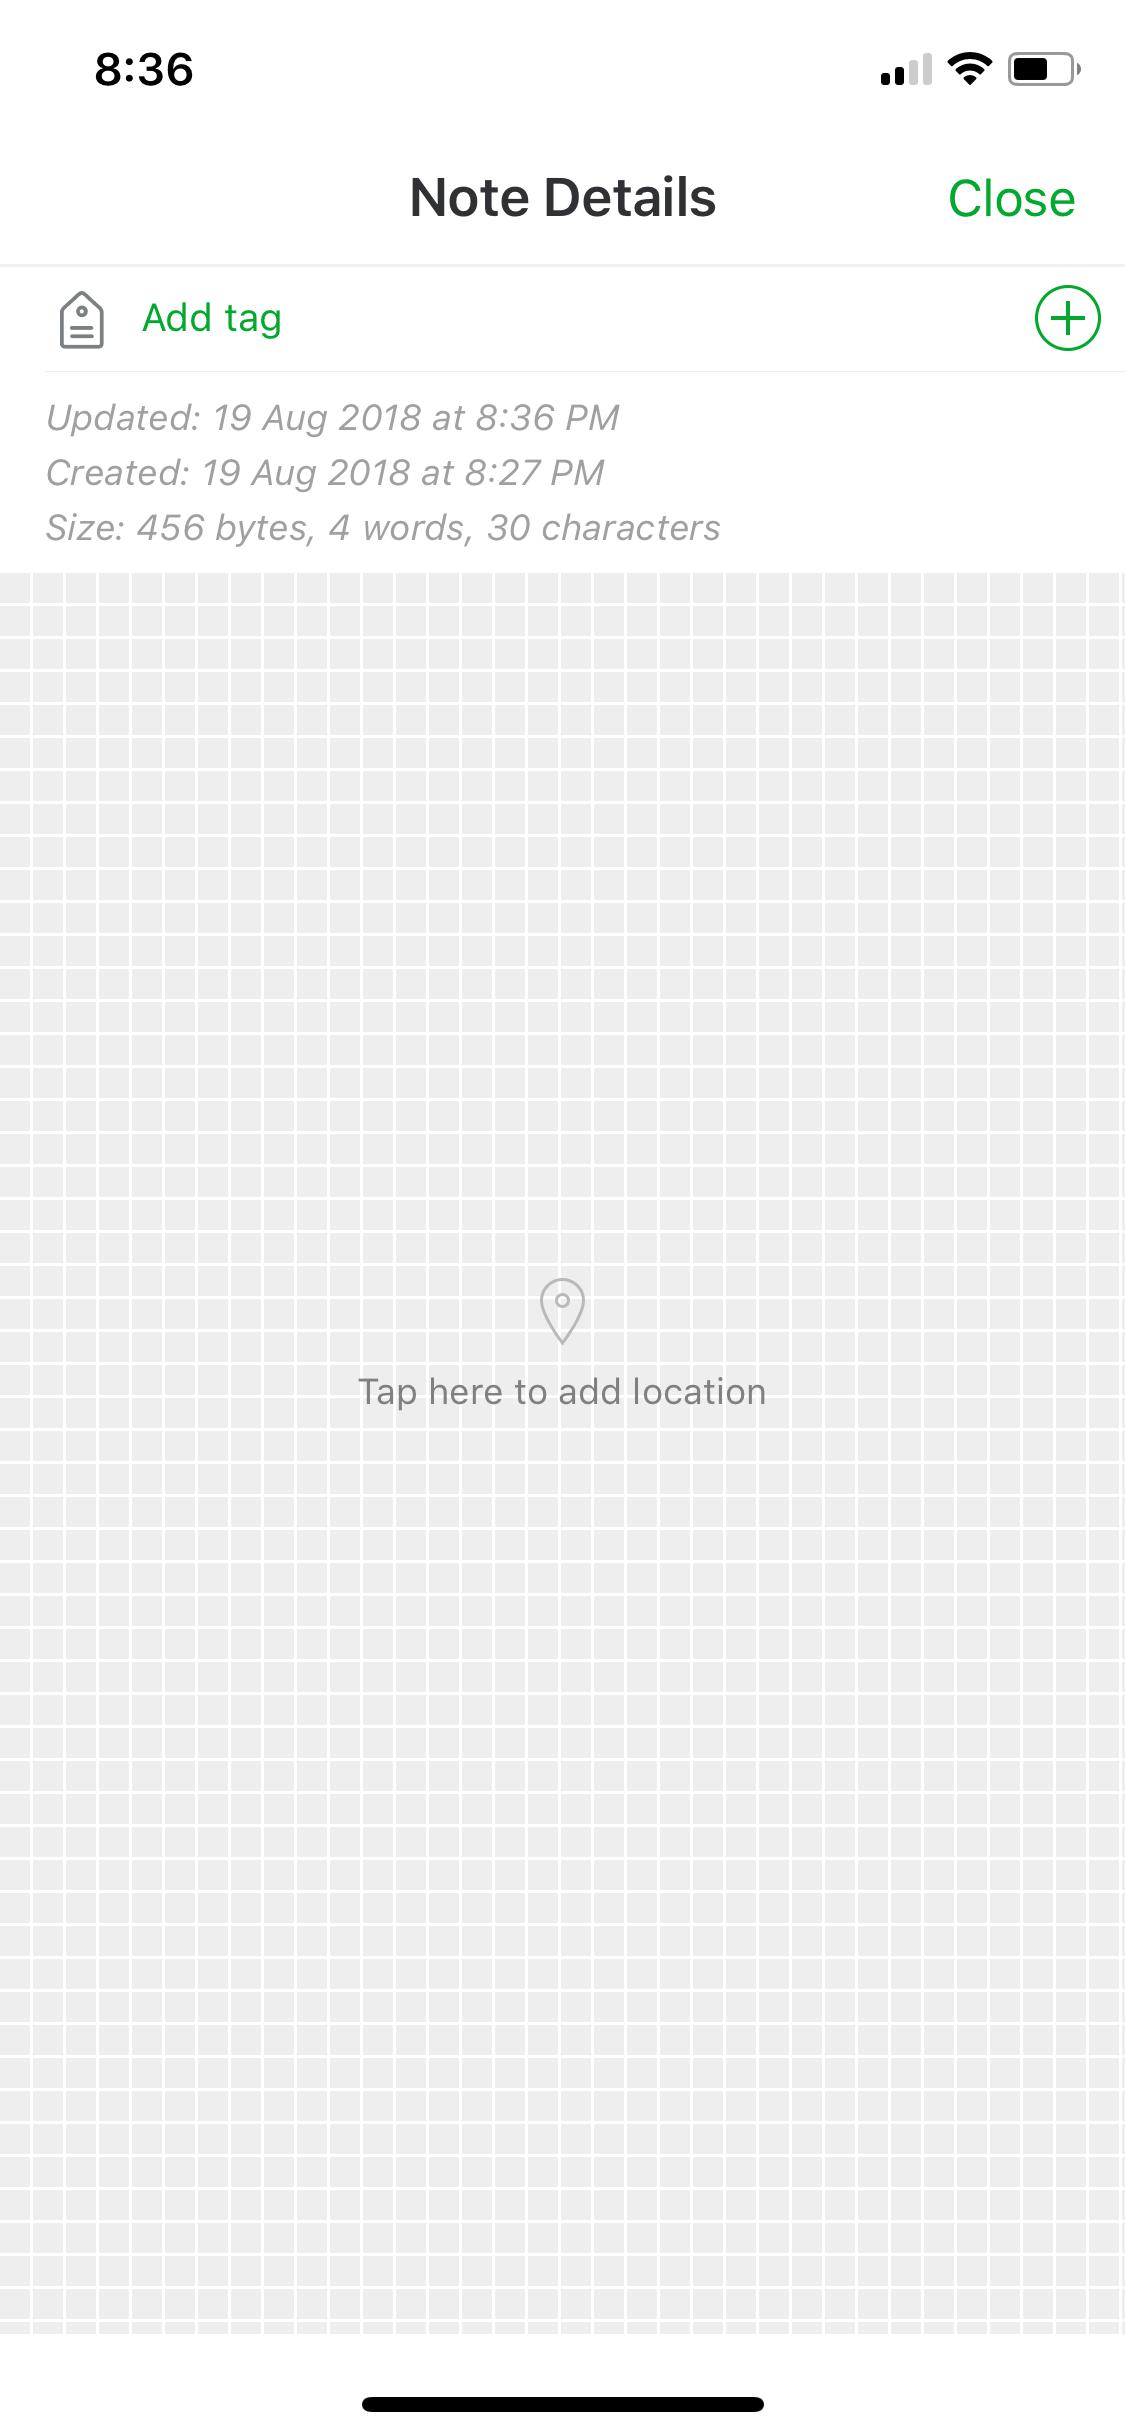 8:36
Note Details
Close
Add tag
Updated: 19 Aug 2018 at 8:36 PM
Created: 19 Aug 2018 at 8:27 PM
Size: 456 bytes, 4 words, 30 characters
Tap here to add location